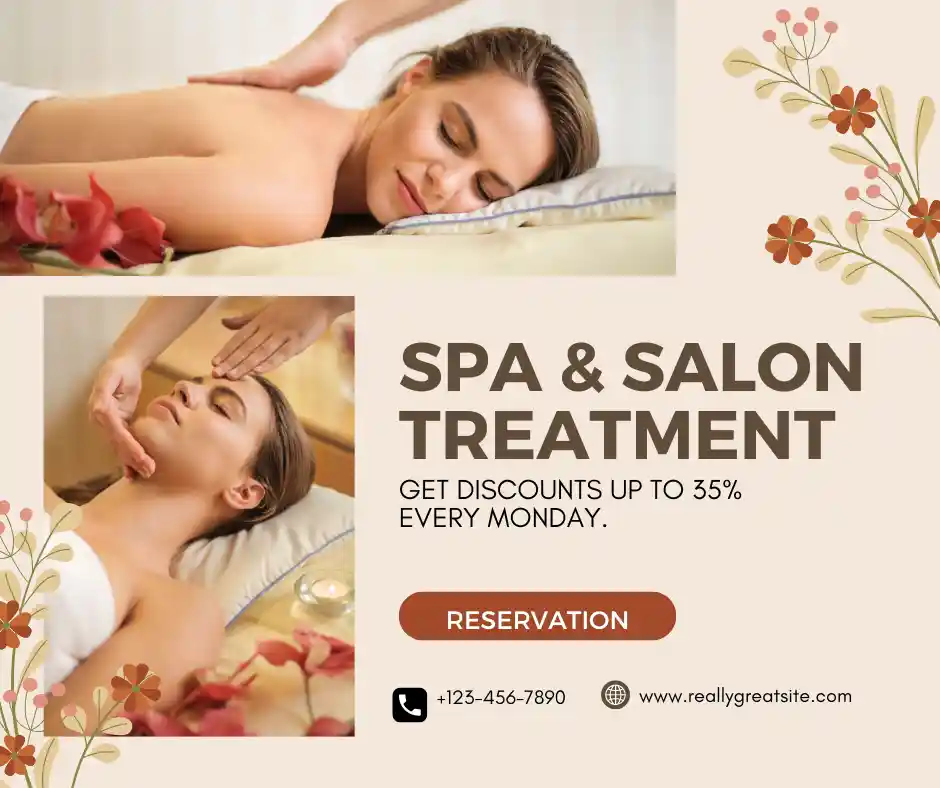 SPA & SALON
TREATMENT
GET DISCOUNTS UP TO 35%
EVERY MONDAY.
RESERVATION
+123-456-7890
www.reallygreatsite.com